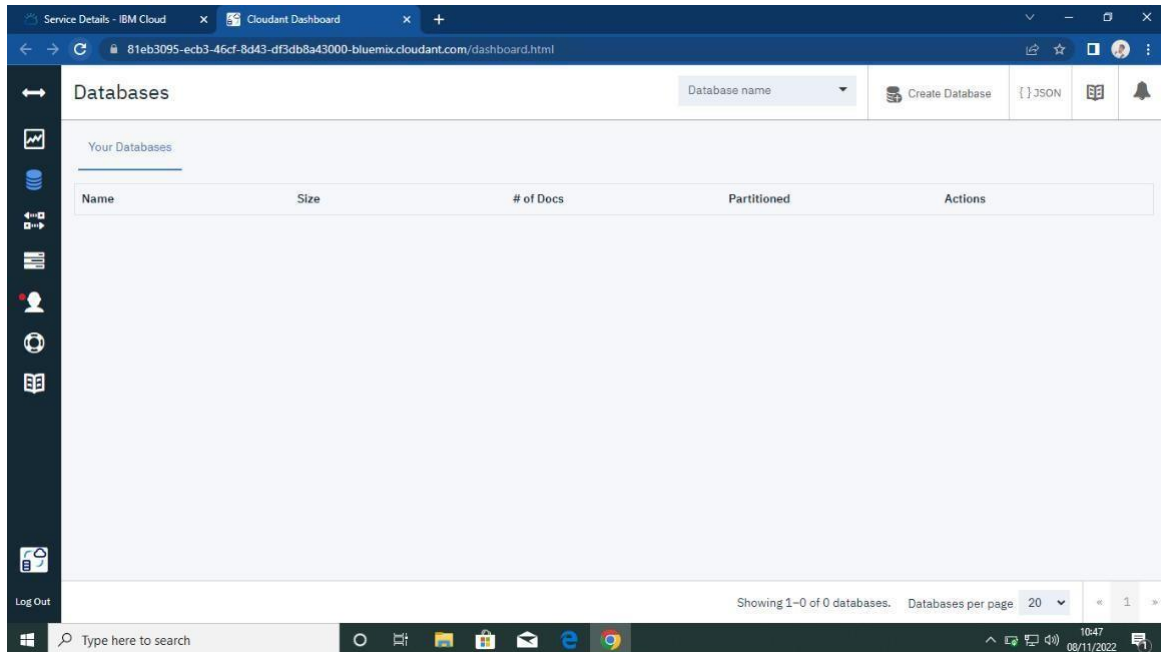 Service Details - IBM Cloud
Cloudant Dashboard
81eb3095-ecb3-46cf-8d43-df3db8a43000-bluemix.cloudant.com/dashboard.html
Databases
Database name
Create Database
{ } JSON
Your Databases
Name Size # of Docs Partitioned Actions
Showing 1–0 of 0 databases. Databases per page 20 « 1 »
Log Out
Type here to search
10:47
08/11/2022
1